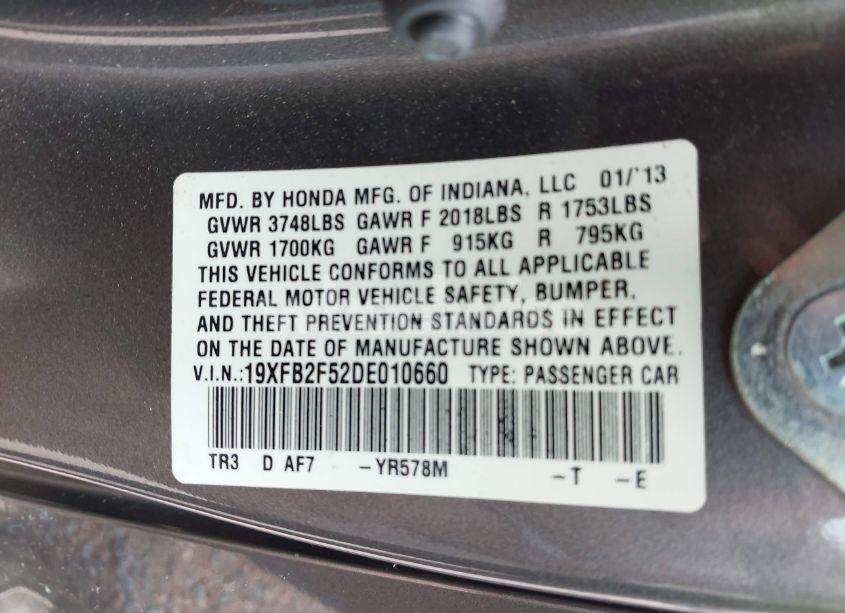 MFD. BY HONDA MFG. OF INDIANA, LLC 01/'13
GVWR 3748LBS GAWR F 2018LBS R 1753LBS
GVWR 1700KG GAWR F 915KG R 795KG
THIS VEHICLE CONFORMS TO ALL APPLICABLE
FEDERAL MOTOR VEHICLE SAFETY, BUMPER,
AND THEFT PREVENTION STANDARDS IN EFFECT
ON THE DATE OF MANUFACTURE SHOWN ABOVE.
V.I.N.:19XFB2F52DE010660 TYPE: PASSENGER CAR
TR3 D AF7 -YR578M -T -E